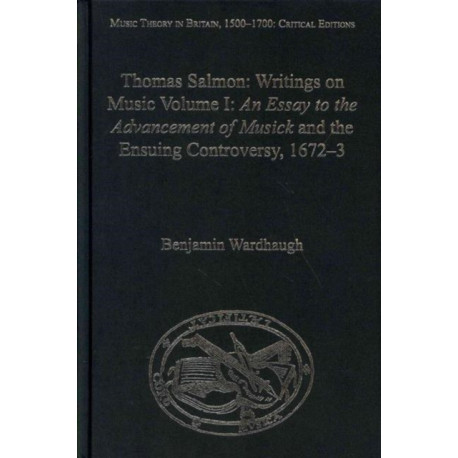 MUSIC THEORY IN BRITAIN, 1500–1700: CRITICAL EDITIONS
Thomas Salmon: Writings on
Music Volume I: An Essay to the
Advancement of Musick and the
Ensuing Controversy, 1672–3
Benjamin Wardhaugh